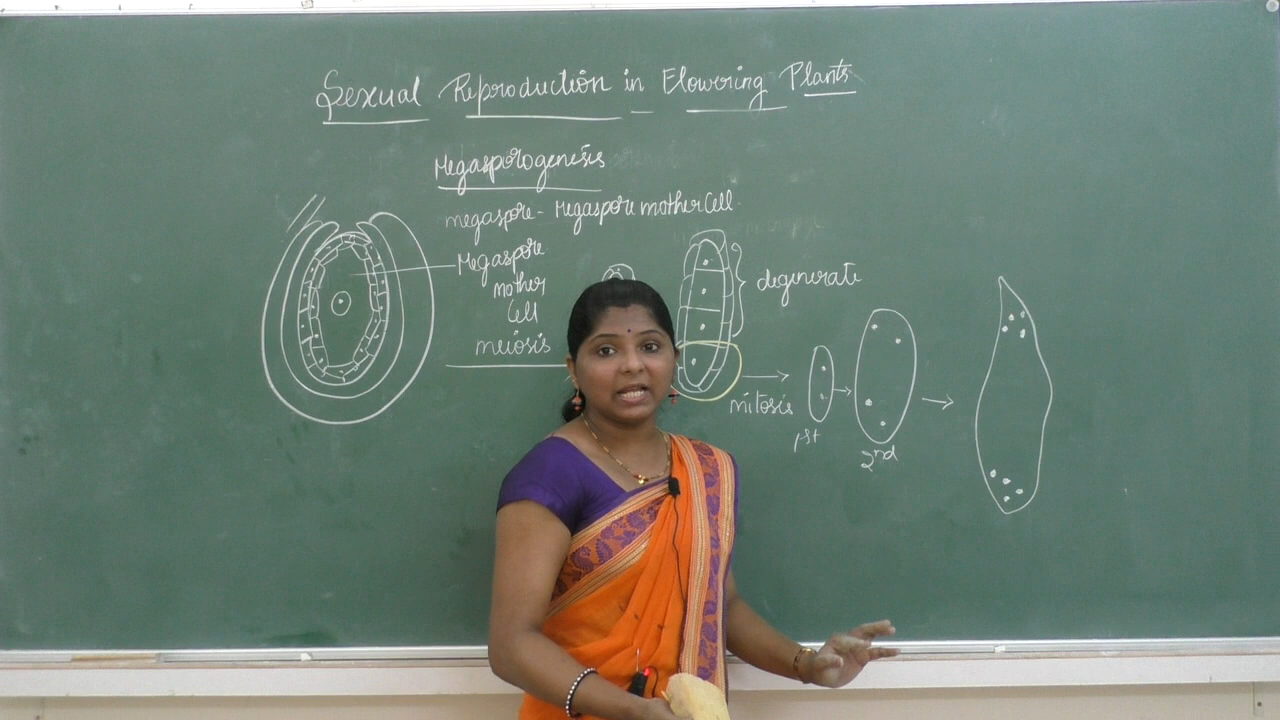 Sexual Reproduction in Flowering Plants
Megasporogenesis
megaspore - Megaspore mother Cell
Megaspore
mother
Cell
meiosis
degenerate
mitosis
1st
2nd